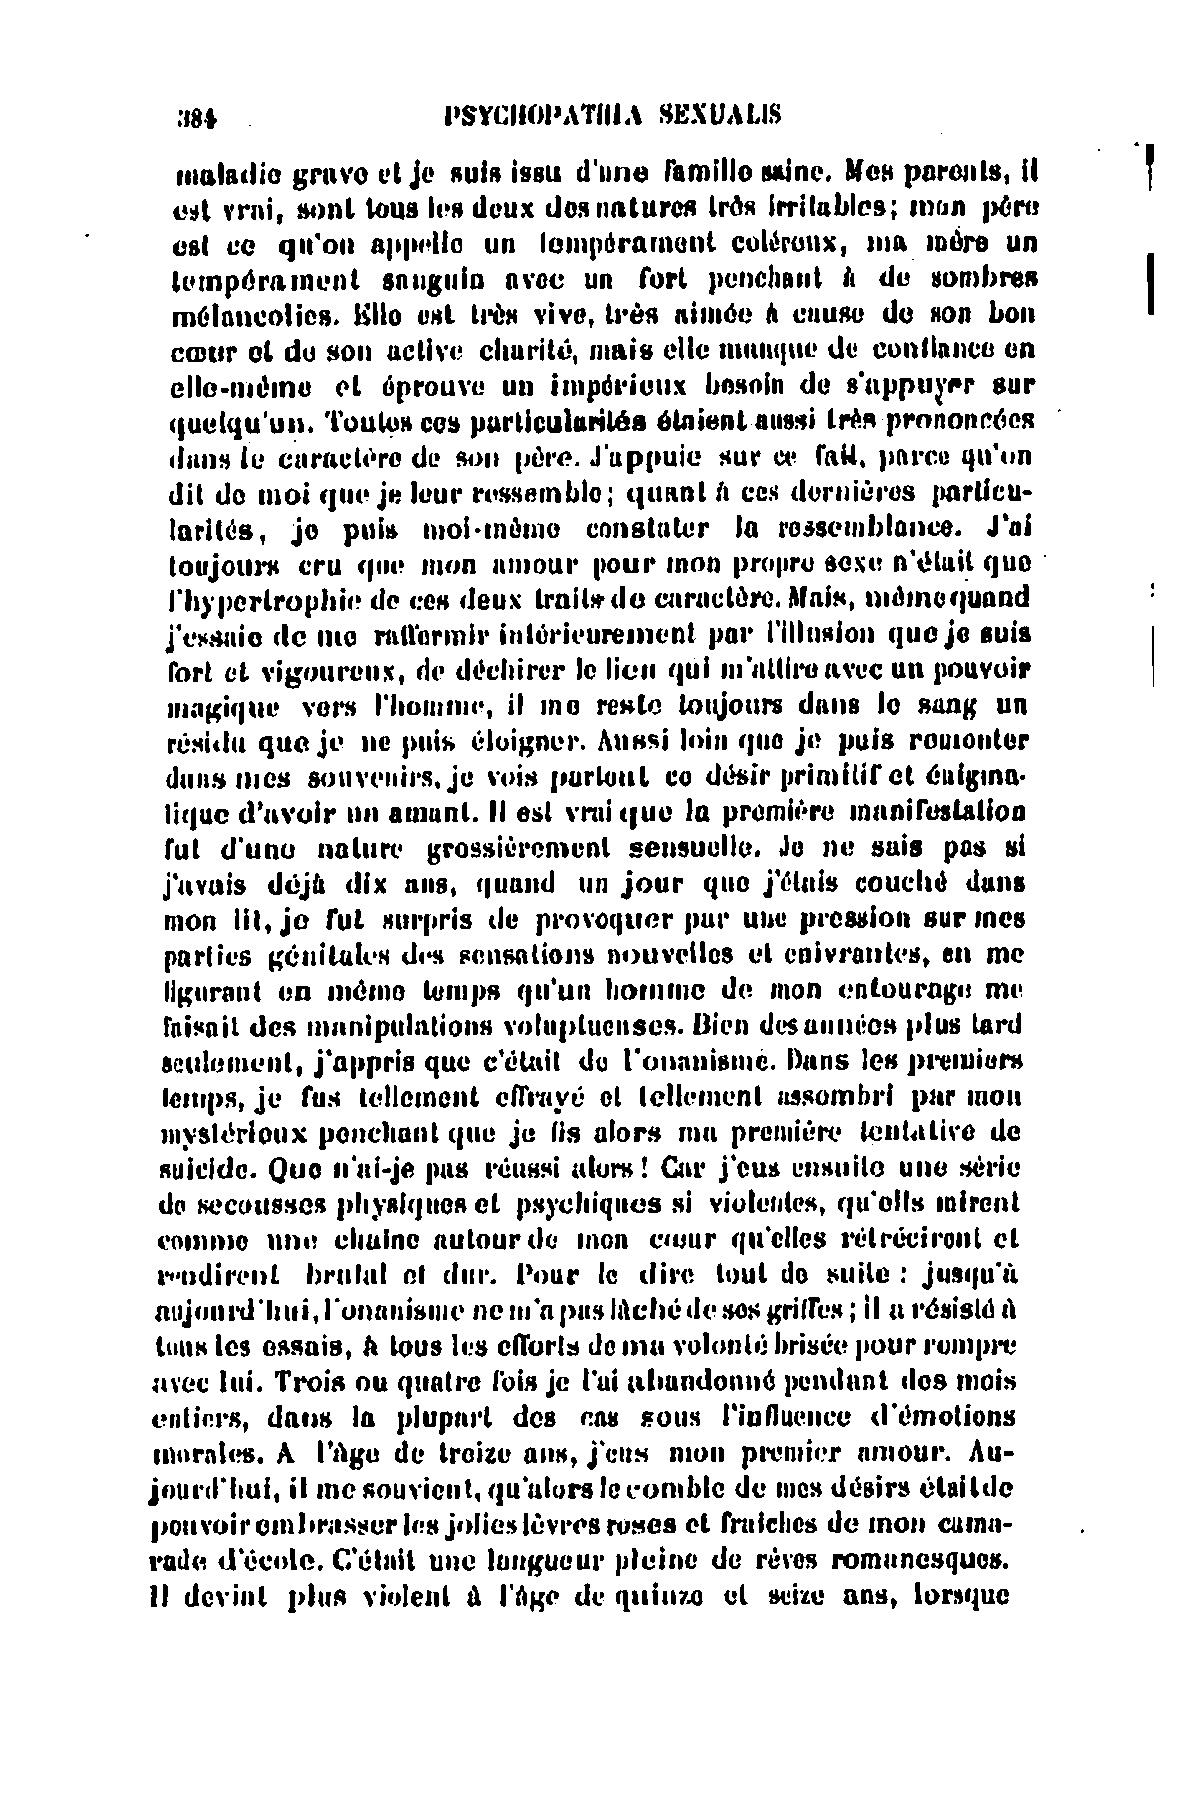 384 PSYCHOPATHIA SEXUALIS
maladie grave et je suis issu d'une famille saine. Mes parents, il
est vrai, sont tous les deux des natures très irritables; mon père
est ce qu'on appelle un tempérament coléreux, ma mère un
tempérament sanguin avec un fort penchant à de sombres
mélancolies. Elle est très vive, très aimée à cause de son bon
cœur et de son active charité, mais elle manque de confiance en
elle-même et éprouve un impérieux besoin de s'appuyer sur
quelqu'un. Toutes ces particularités étaient aussi très prononcées
dans le caractère de son père. J'appuie sur ce fait, parce qu'on
dit de moi que je leur ressemble; quant à ces dernières particu-
larités, je puis moi-même constater la ressemblance. J'ai
toujours cru que mon amour pour mon propre sexe n'était que
l'hypertrophie de ces deux traits de caractère. Mais, même quand
j'essaie de me raffermir intérieurement par l'illusion que je suis
fort et vigoureux, de déchirer le lien qui m'attire avec un pouvoir
magique vers l'homme, il me reste toujours dans le sang un
résidu que je ne puis éloigner. Aussi loin que je puis remonter
dans mes souvenirs, je vois partout ce désir primitif et énigma-
tique d'avoir un amant. Il est vrai que la première manifestation
fut d'une nature grossièrement sensuelle. Je ne sais pas si
j'avais déjà dix ans, quand un jour que j'étais couché dans
mon lit, je fut surpris de provoquer par une pression sur mes
parties génitales des sensations nouvelles et enivrantes, en me
figurant en même temps qu'un homme de mon entourage me
faisait des manipulations voluptueuses. Bien des années plus tard
seulement, j'appris que c'était de l'onanisme. Dans les premiers
temps, je fus tellement effrayé et tellement assombri par mon
mystérieux penchant que je fis alors ma première tentative de
suicide. Que n'ai-je pas réussi alors! Car j'eus ensuite une série
de secousses physiques et psychiques si violentes, qu'ells mirent
comme une chaîne autour de mon cœur qu'elles rétrécirent et
rendirent brutal et dur. Pour le dire tout de suite : jusqu'à
aujourd'hui, l'onanisme ne m'a pas lâché de ses griffes; il a résisté à
tous les essais, à tous les efforts de ma volonté brisée pour rompre
avec lui. Trois ou quatre fois je l'ai abandonné pendant des mois
entiers, dans la plupart des cas sous l'influence d'émotions
morales. A l'âge de treize ans, j'eus mon premier amour. Au-
jourd'hui, il me souvient, qu'alors le comble de mes désirs était de
pouvoir embrasser les jolies lèvres roses et fraîches de mon cama-
rade d'école. C'était une langueur pleine de rêves romanesques.
Il devint plus violent à l'âge de quinze et seize ans, lorsque